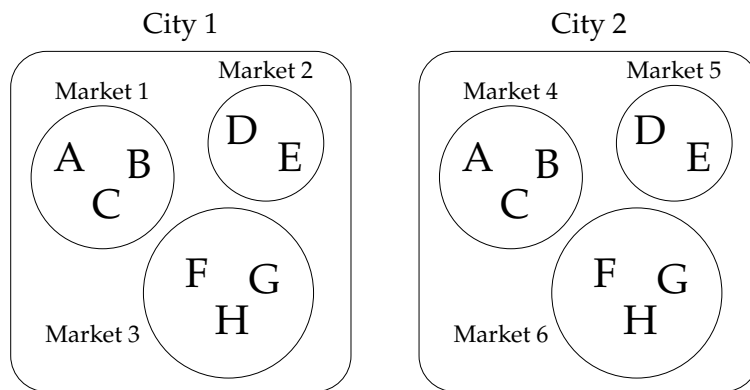 City 1
City 2
Market 1
Market 2
A B
C
D
E
Market 3
F G
H
Market 4
Market 5
A B
C
D
E
Market 6
F G
H